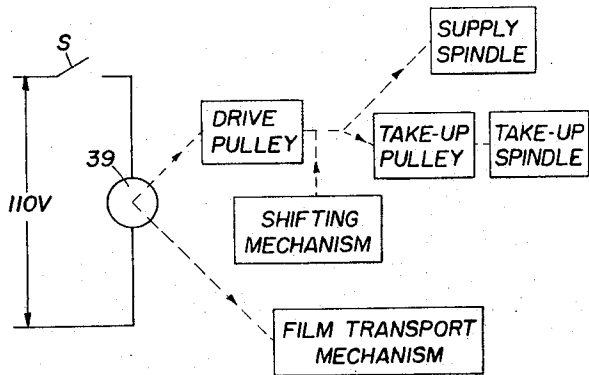 S
SUPPLY
SPINDLE
DRIVE
PULLEY
TAKE-UP
PULLEY
TAKE-UP
SPINDLE
39
110V
SHIFTING
MECHANISM
FILM TRANSPORT
MECHANISM